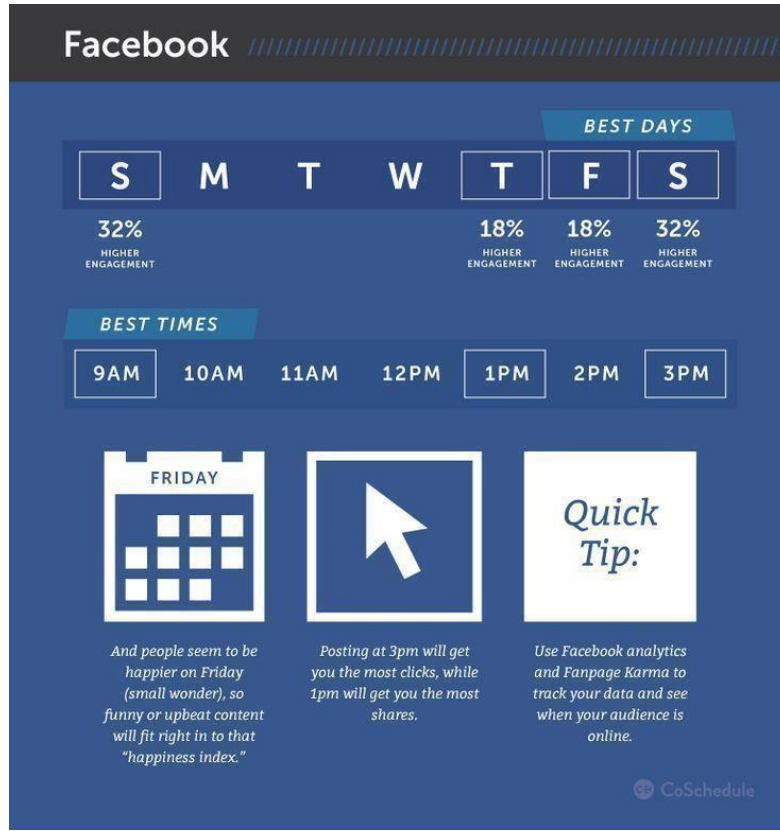 Facebook
BEST DAYS
S M T W T F S
32% 18% 18% 32%
HIGHER HIGHER HIGHER HIGHER
ENGAGEMENT ENGAGEMENT ENGAGEMENT ENGAGEMENT
BEST TIMES
9AM 10AM 11AM 12PM 1PM 2PM 3PM
FRIDAY
And people seem to be
happier on Friday
(small wonder), so
funny or upbeat content
will fit right in to that
“happiness index.”
Posting at 3pm will get
you the most clicks, while
1pm will get you the most
shares.
Quick
Tip:
Use Facebook analytics
and Fanpage Karma to
track your data and see
when your audience is
online.
CoSchedule